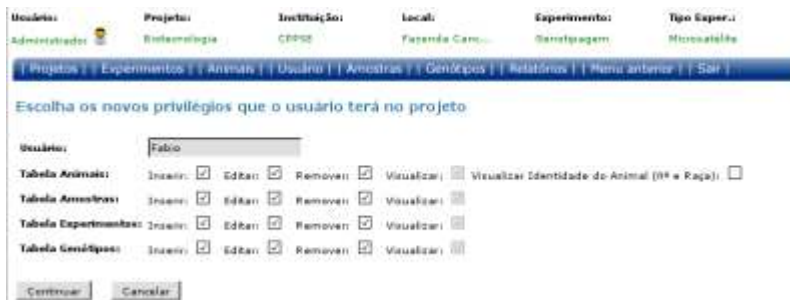 Usuário: Projeto: Instituição: Local: Experimento: Tipo Exper.:
Administrador Biotecnologia CPPSE Fazenda Canc... Genotipagem Microsatélite
| Projetos | | Experimentos | | Animais | | Usuário | | Amostras | | Genótipos | | Relatórios | | Menu anterior | | Sair |
Escolha os novos privilégios que o usuário terá no projeto
Usuário: Fabio
Tabela Animais: Inserir: Editar: Remover: Visualizar: Visualizar Identidade do Animal (nº e Raça):
Tabela Amostras: Inserir: Editar: Remover: Visualizar:
Tabela Experimentos: Inserir: Editar: Remover: Visualizar:
Tabela Genótipos: Inserir: Editar: Remover: Visualizar:
Continuar Cancelar